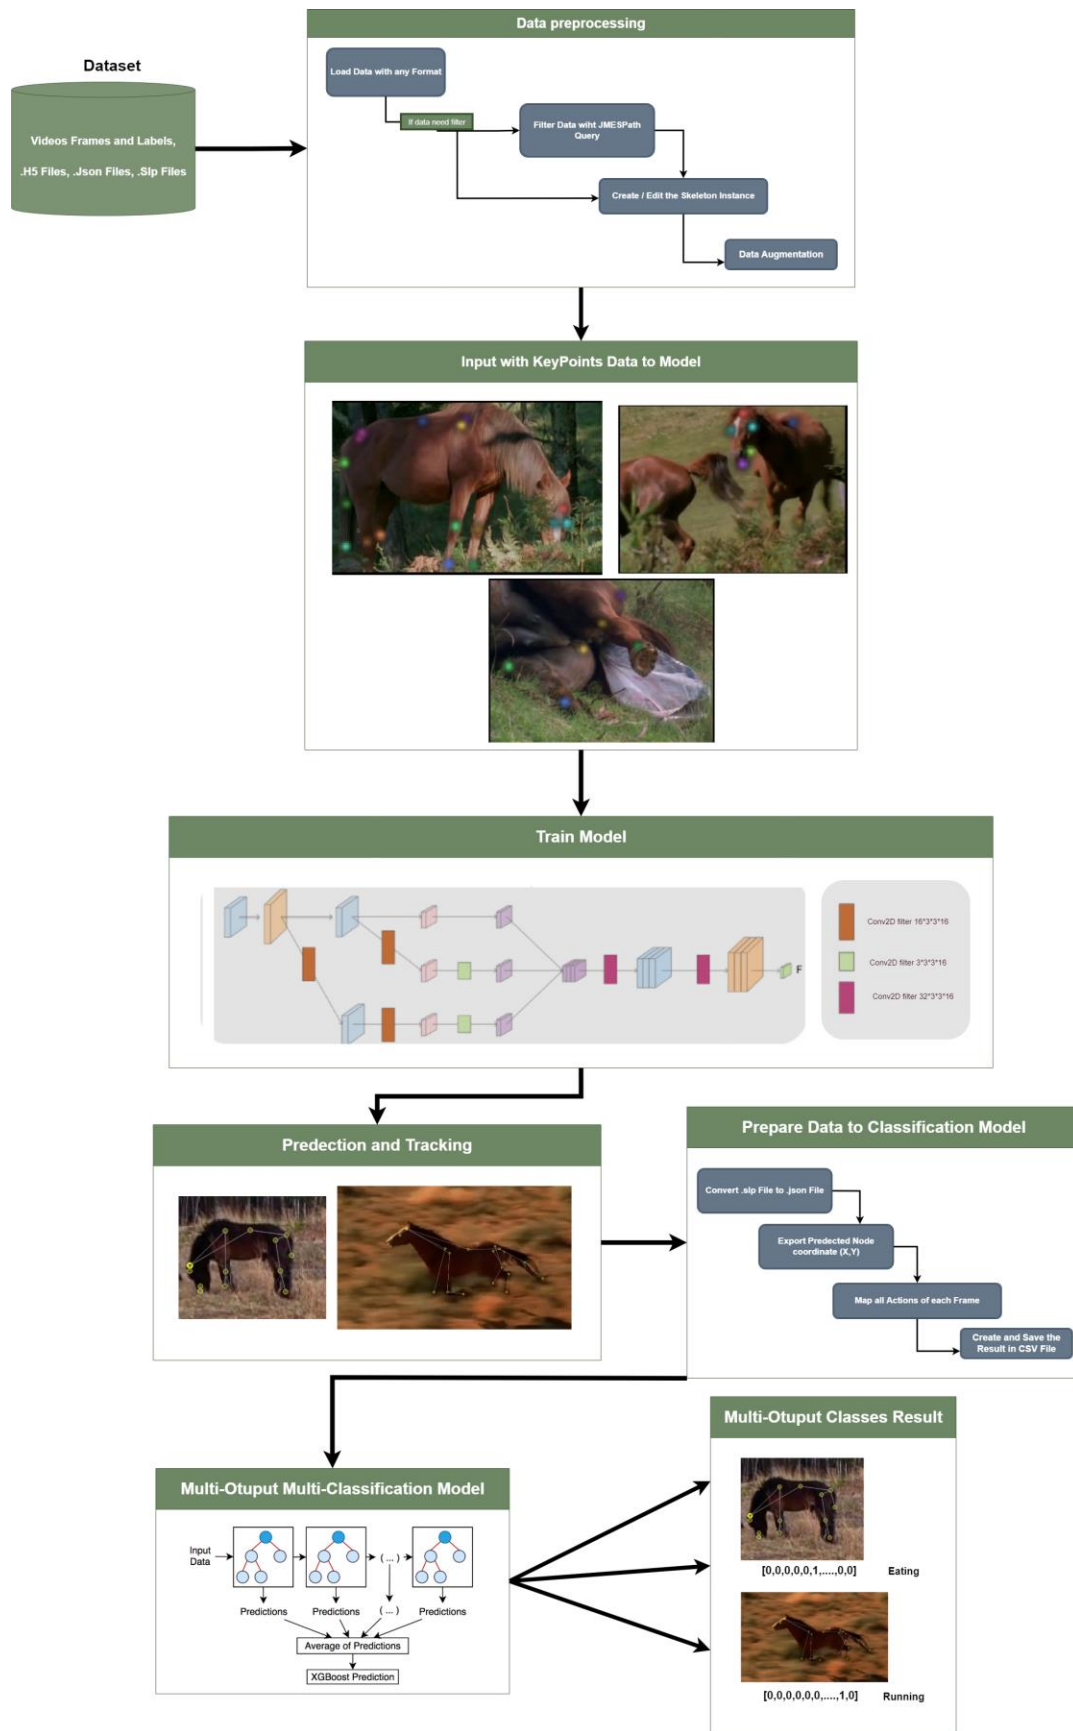 Data preprocessing
Dataset
Load Data with any Format
If data need filter
Filter Data wiht JMESPath
Query
Videos Frames and Labels,
.H5 Files, .Json Files, .Slp Files
Create / Edit the Skeleton Instance
Data Augmentation
Input with KeyPoints Data to Model
Train Model
Conv2D filter 16*3*3*16
Conv2D filter 3*3*3*16
Conv2D filter 32*3*3*16
F
Predection and Tracking
Prepare Data to Classification Model
Convert .slp File to .json File
Export Predected Node
coordinate (X,Y)
Map all Actions of each Frame
Create and Save the
Result in CSV File
Multi-Otuput Classes Result
Multi-Otuput Multi-Classification Model
Input
Data
( ... )
Predictions
Predictions
( ... )
Predictions
Average of Predictions
XGBoost Prediction
[0,0,0,0,0,1,....,0,0] Eating
[0,0,0,0,0,0,....,1,0] Running